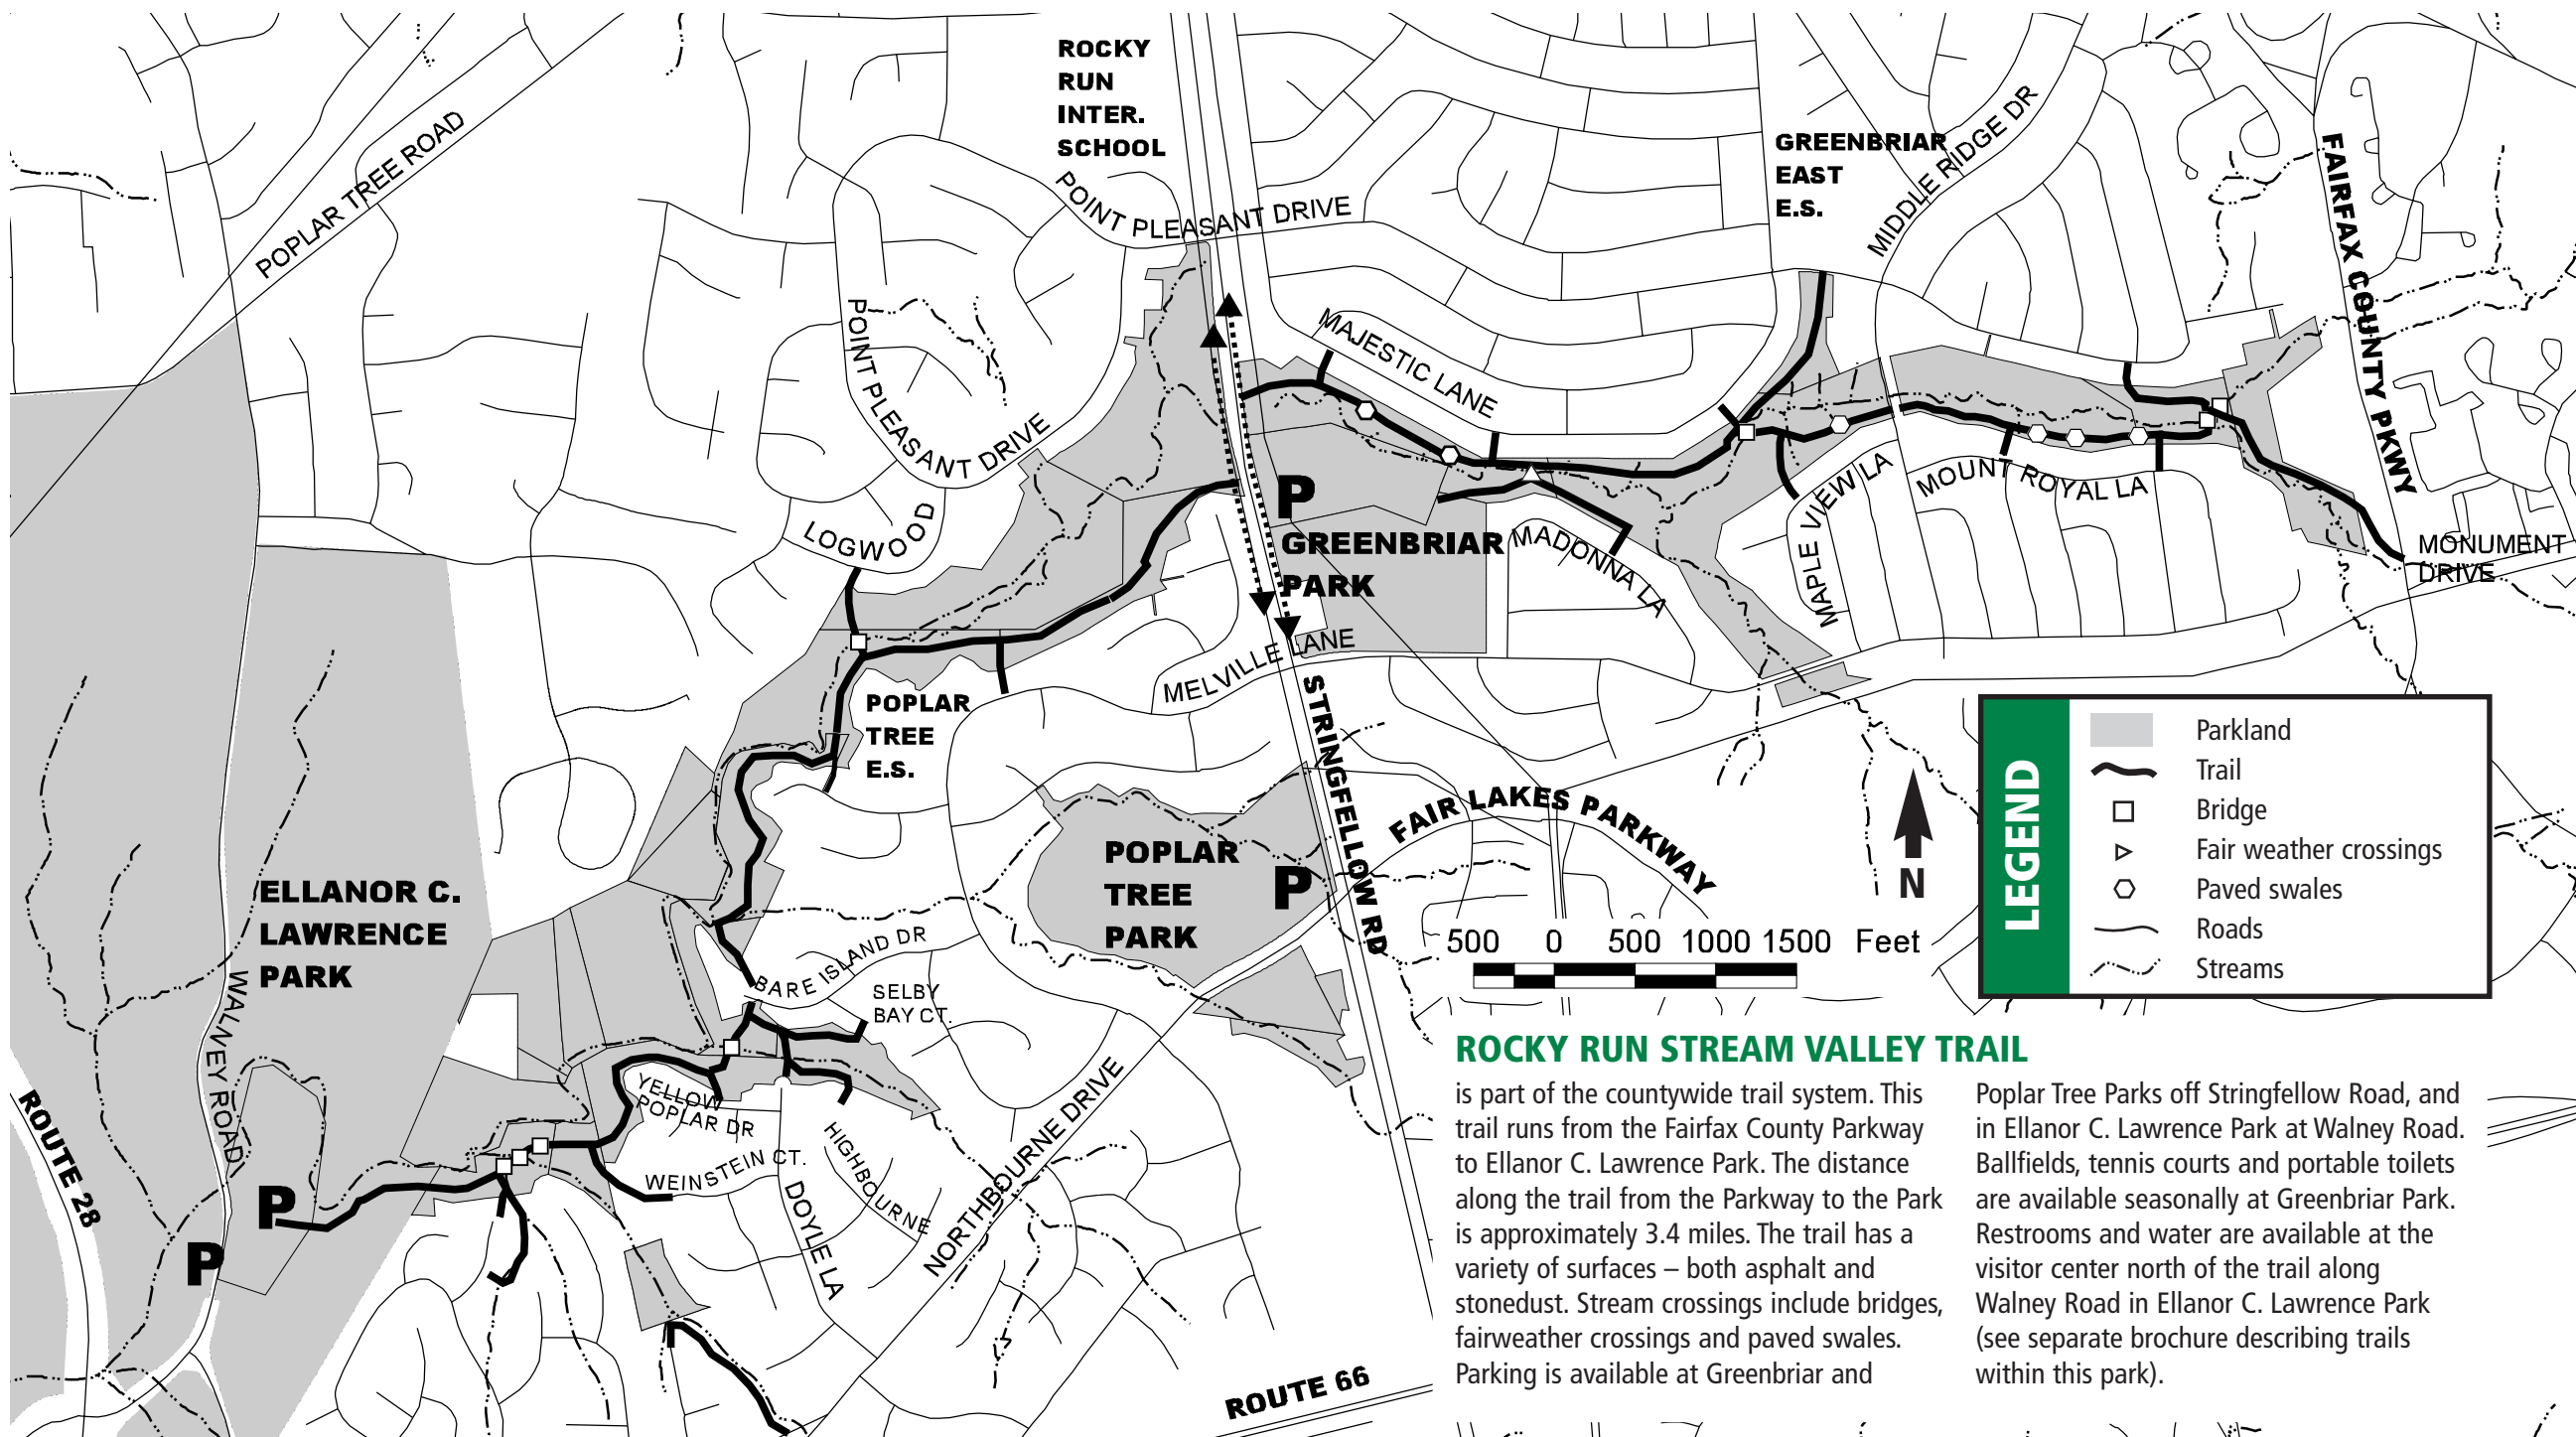 ROCKY
RUN
INTER.
SCHOOL
POPLAR TREE ROAD
POINT PLEASANT DRIVE
GREENBRIAR
EAST
E.S.
MIDDLE RIDGE DR
FAIRFAX COUNTY PKWY
POINT PLEASANT DRIVE
MAJESTIC LANE
LOGWOOD
P
GREENBRIAR
PARK
MADONNA LA
MAPLE VIEW LA
MOUNT ROYAL LA
MONUMENT
DRIVE
MELVILLE LANE
POPLAR
TREE
E.S.
STRINGFELLOW RD
FAIR LAKES PARKWAY
POPLAR
TREE
PARK
P
ELLANOR C.
LAWRENCE
PARK
WALNEY ROAD
BARE ISLAND DR
SELBY
BAY CT.
YELLOW
POPLAR DR
WEINSTEIN CT.
HIGHBOURNE
DOYLE LA
NORTHBOURNE DRIVE
ROUTE 28
P
P
ROUTE 66
N
500 0 500 1000 1500 Feet
LEGEND
Parkland
Trail
Bridge
Fair weather crossings
Paved swales
Roads
Streams
ROCKY RUN STREAM VALLEY TRAIL
is part of the countywide trail system. This
trail runs from the Fairfax County Parkway
to Ellanor C. Lawrence Park. The distance
along the trail from the Parkway to the Park
is approximately 3.4 miles. The trail has a
variety of surfaces – both asphalt and
stonedust. Stream crossings include bridges,
fairweather crossings and paved swales.
Parking is available at Greenbriar and
Poplar Tree Parks off Stringfellow Road, and
in Ellanor C. Lawrence Park at Walney Road.
Ballfields, tennis courts and portable toilets
are available seasonally at Greenbriar Park.
Restrooms and water are available at the
visitor center north of the trail along
Walney Road in Ellanor C. Lawrence Park
(see separate brochure describing trails
within this park).